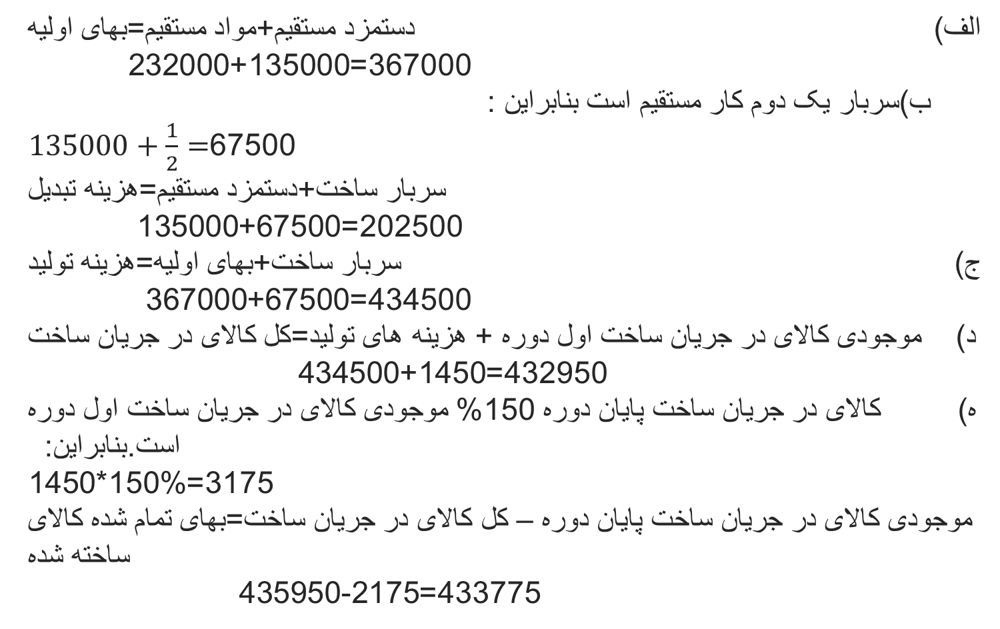 الف) دستمزد مستقیم+مواد مستقیم=بهای اولیه
232000+135000=367000
ب)سربار یک دوم کار مستقیم است بنابراین :
135000 + 1/2 =67500
سربار ساخت+دستمزد مستقیم=هزینه تبدیل
135000+67500=202500
ج) سربار ساخت+بهای اولیه=هزینه تولید
367000+67500=434500
د) موجودی کالای در جریان ساخت اول دوره + هزینه های تولید=کل کالای در جریان ساخت
434500+1450=432950
ه) کالای در جریان ساخت پایان دوره 150% موجودی کالای در جریان ساخت اول دوره
است.بنابراین:
1450*150%=3175
موجودی کالای در جریان ساخت پایان دوره – کل کالای در جریان ساخت=بهای تمام شده کالای
ساخته شده
435950-2175=433775